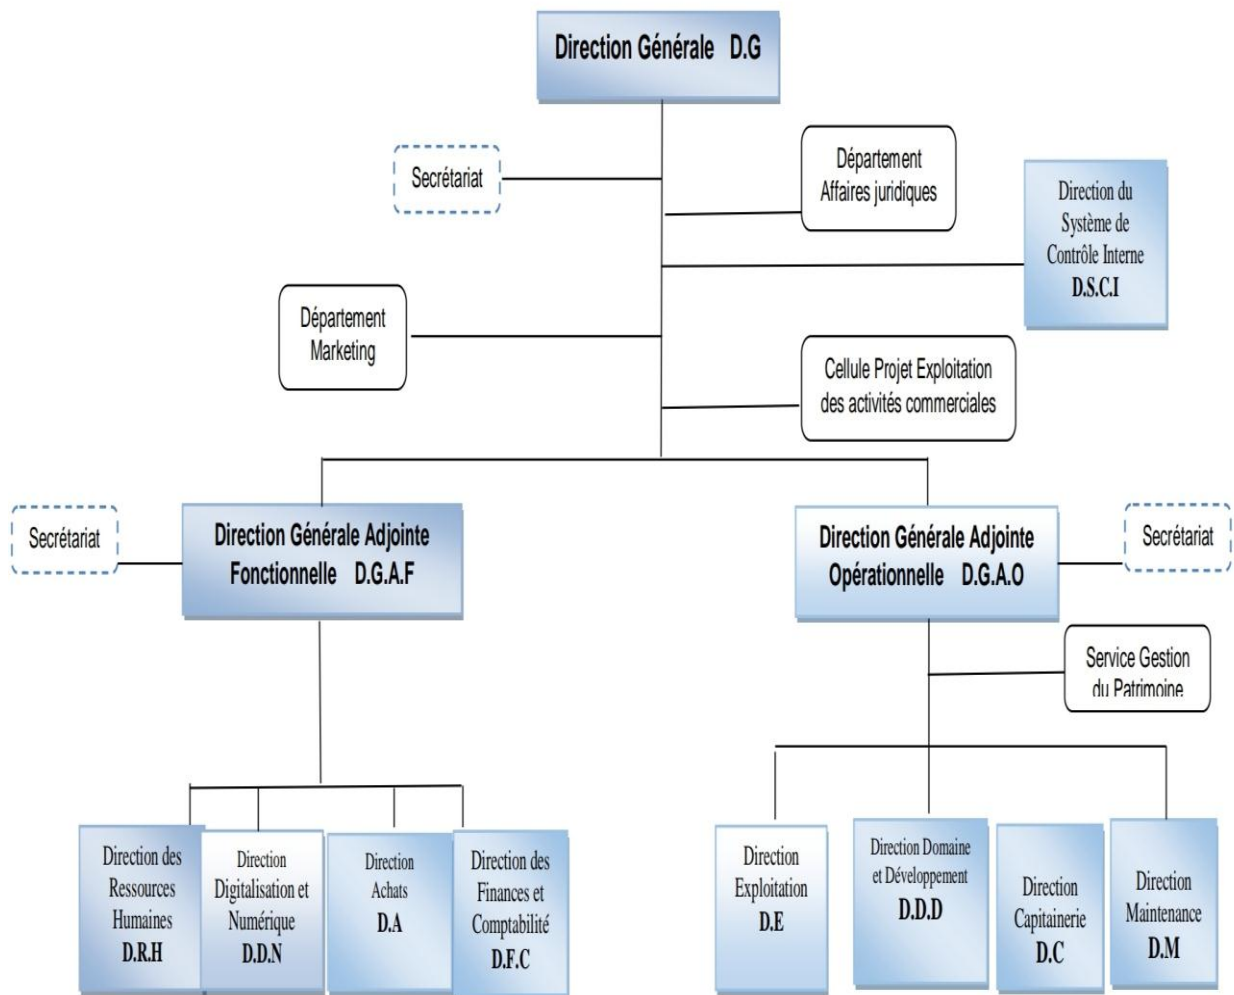 Direction Générale D.G
Secrétariat
Département
Affaires juridiques
Direction du
Système de
Contrôle Interne
D.S.C.I
Département
Marketing
Cellule Projet Exploitation
des activités commerciales
Secrétariat
Direction Générale Adjointe
Fonctionnelle D.G.A.F
Direction Générale Adjointe
Opérationnelle D.G.A.O
Secrétariat
Service Gestion
du Patrimoine
Direction des
Ressources
Humaines
D.R.H
Direction
Digitalisation et
Numérique
D.D.N
Direction
Achats
D.A
Direction des
Finances et
Comptabilité
D.F.C
Direction
Exploitation
D.E
Direction Domaine
et Développement
D.D.D
Direction
Capitainerie
D.C
Direction
Maintenance
D.M